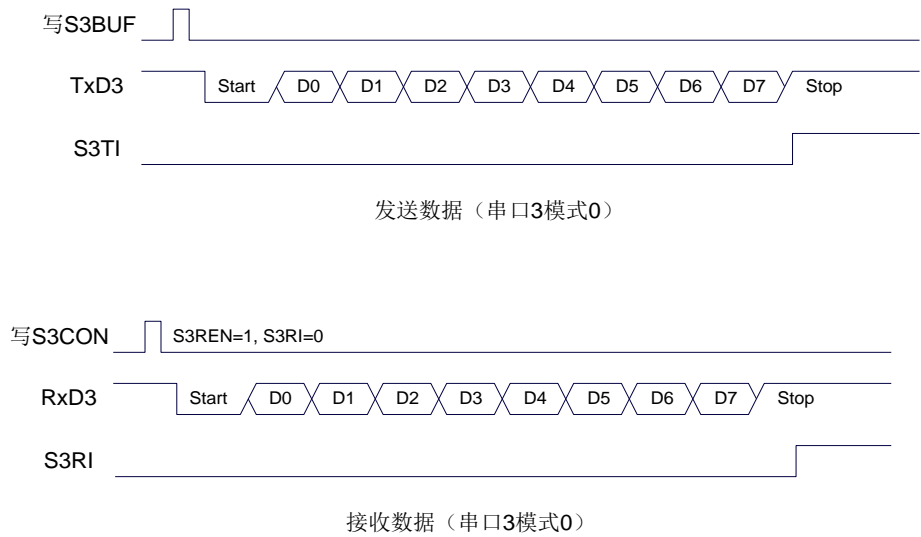 写S3BUF
TxD3 Start D0 D1 D2 D3 D4 D5 D6 D7 Stop
S3TI
发送数据（串口3模式0）
写S3CON S3REN=1, S3RI=0
RxD3 Start D0 D1 D2 D3 D4 D5 D6 D7 Stop
S3RI
接收数据（串口3模式0）